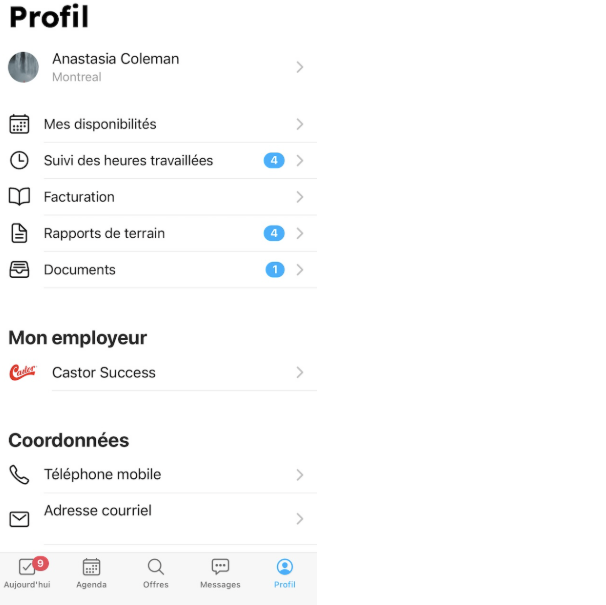 Profil
Anastasia Coleman
Montreal
Mes disponibilités
Suivi des heures travaillées 4
Facturation
Rapports de terrain 4
Documents 1
Mon employeur
Castor Castor Success
Coordonnées
Téléphone mobile
Adresse courriel
9
Aujourd'hui Agenda Offres Messages Profil